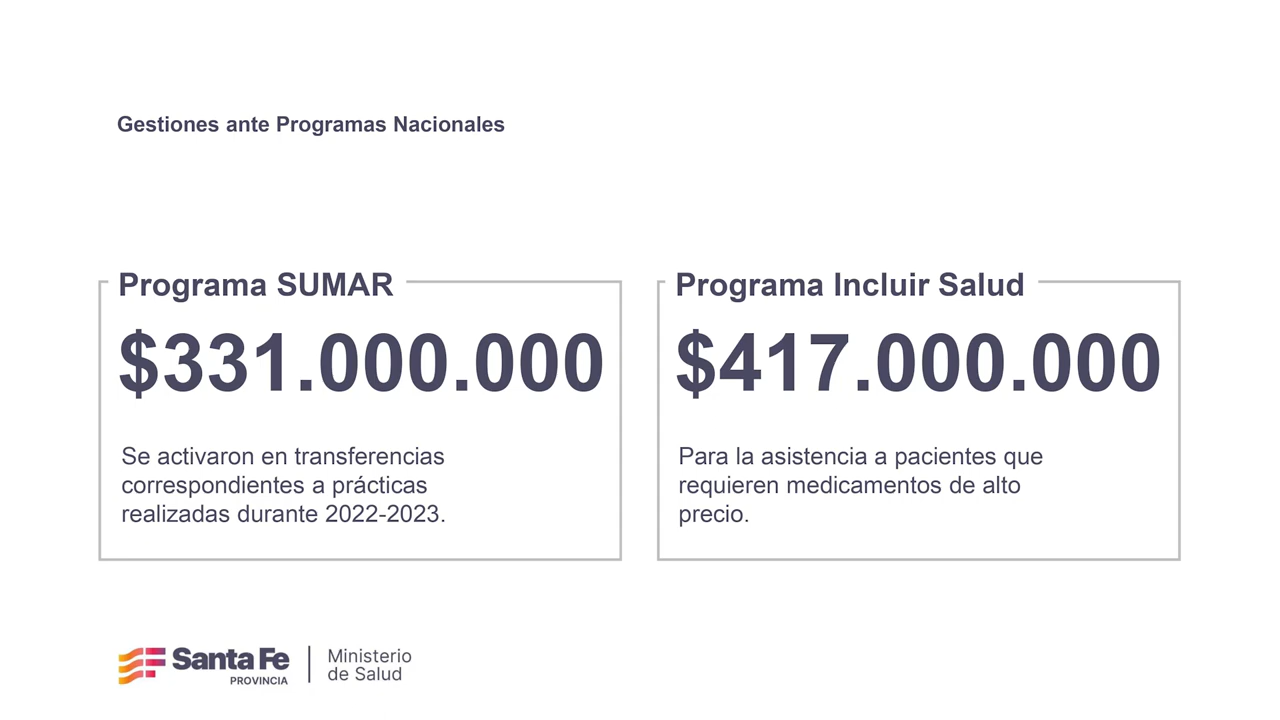 Gestiones ante Programas Nacionales
Programa SUMAR
$331.000.000
Se activaron en transferencias
correspondientes a prácticas
realizadas durante 2022-2023.
Programa Incluir Salud
$417.000.000
Para la asistencia a pacientes que
requieren medicamentos de alto
precio.
Santa Fe
PROVINCIA
Ministerio
de Salud